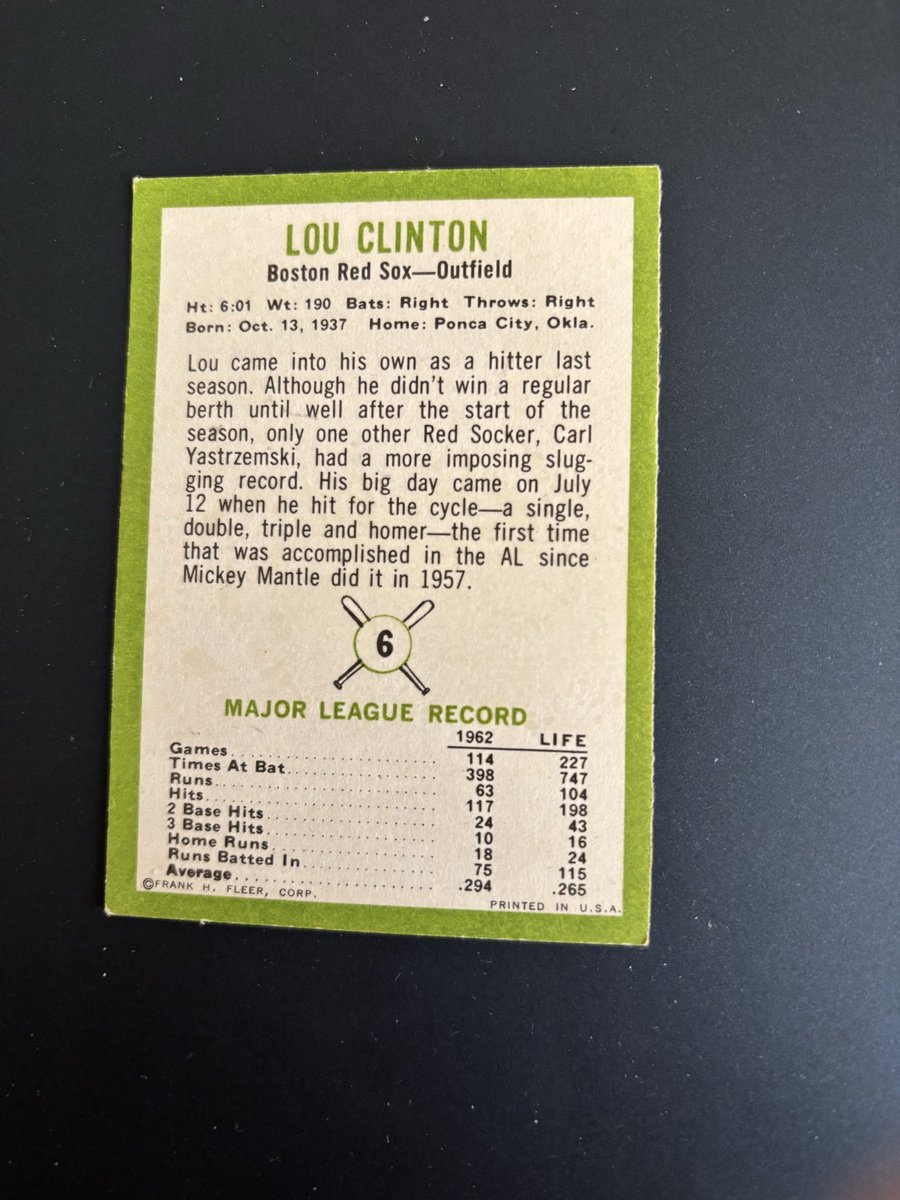 LOU CLINTON
Boston Red Sox—Outfield
Ht: 6:01 Wt: 190 Bats: Right Throws: Right
Born: Oct. 13, 1937 Home: Ponca City, Okla.
Lou came into his own as a hitter last
season. Although he didn't win a regular
berth until well after the start of the
season, only one other Red Socker, Carl
Yastrzemski, had a more imposing slug-
ging record. His big day came on July
12 when he hit for the cycle—a single,
double, triple and homer—the first time
that was accomplished in the AL since
Mickey Mantle did it in 1957.
6
MAJOR LEAGUE RECORD
1962 LIFE
Games 114 227
Times At Bat 398 747
Runs 63 104
Hits 117 198
2 Base Hits 24 43
3 Base Hits 10 16
Home Runs 18 24
Runs Batted In 75 115
Average .294 .265
©FRANK H. FLEER, CORP. PRINTED IN U.S.A.